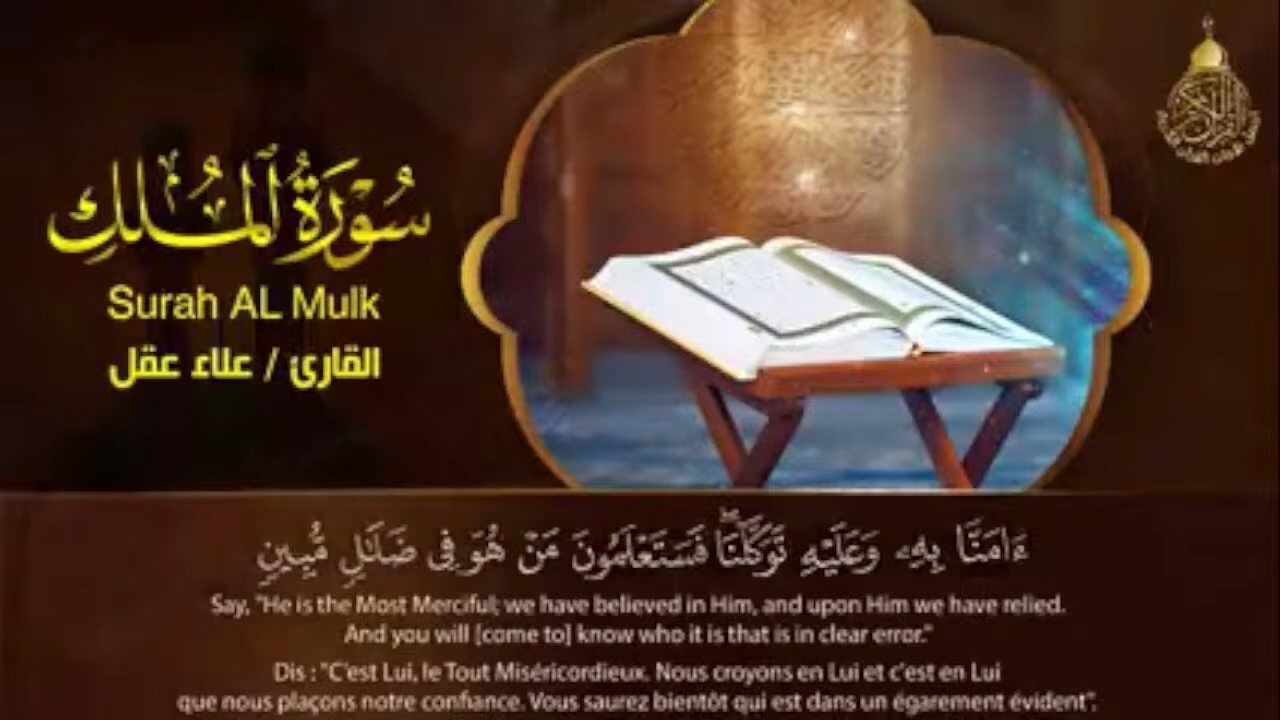 سُورَةُ ٱلْمُلْكِ
Surah AL Mulk
القارئ / علاء عقل
ءَامَنَّا بِهِۦ وَعَلَيْهِ تَوَكَّلْنَا ۖ فَسَتَعْلَمُونَ مَنْ هُوَ فِى ضَلَـٰلٍ مُّبِينٍ
Say, "He is the Most Merciful; we have believed in Him, and upon Him we have relied.
And you will [come to] know who it is that is in clear error."
Dis : "C'est Lui, le Tout Miséricordieux. Nous croyons en Lui et c'est en Lui
que nous plaçons notre confiance. Vous saurez bientôt qui est dans un égarement évident".